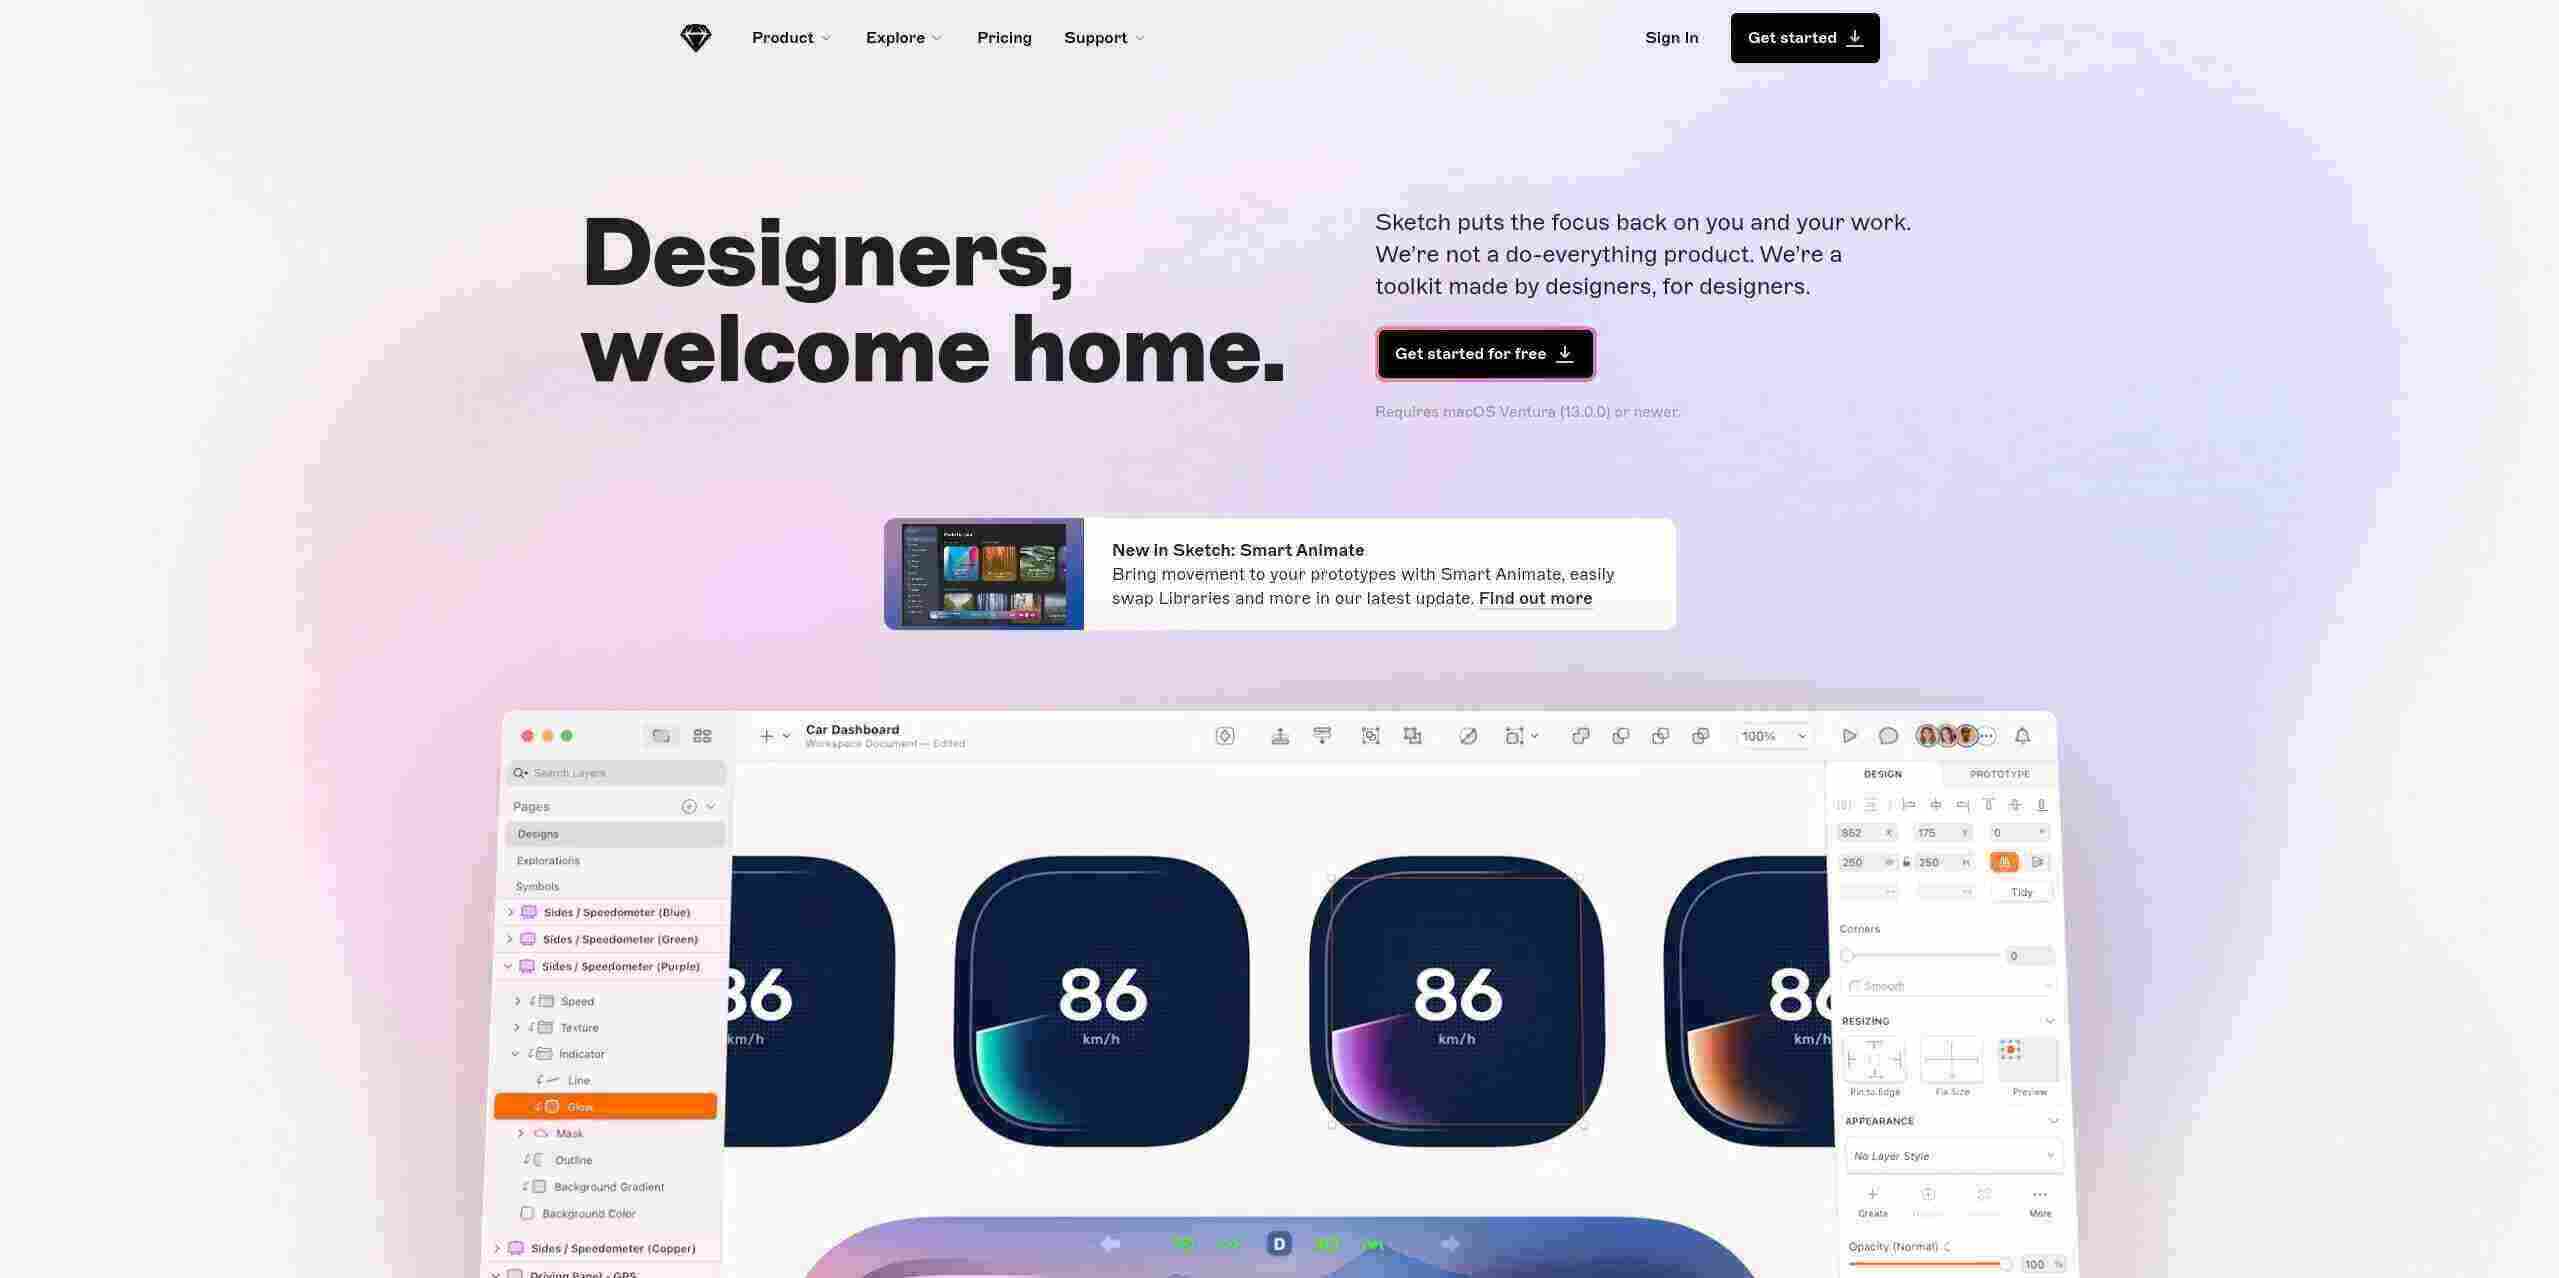 Product
Explore
Pricing
Support
Sign In
Get started
Designers,
welcome home.
Sketch puts the focus back on you and your work.
We're not a do-everything product. We're a
toolkit made by designers, for designers.
Get started for free
Requires macOS Ventura (13.0.0) or newer.
New in Sketch: Smart Animate
Bring movement to your prototypes with Smart Animate, easily
swap Libraries and more in our latest update. Find out more
Car Dashboard
Workspace Document — Edited
100%
Search Layers
Pages
Designs
Explorations
Symbols
Sides / Speedometer (Blue)
Sides / Speedometer (Green)
Sides / Speedometer (Purple)
Speed
Texture
Indicator
Line
Glow
Mask
Outline
Background Gradient
Background Color
Sides / Speedometer (Copper)
Driving Panel - GPS
86
km/h
86
km/h
86
km/h
86
km/h
D
DESIGN
PROTOTYPE
952 X
175 Y
0 °
250 W
250 H
Tidy
Corners
0
Smooth
RESIZING
Pin to Edge
Fix Size
Preview
APPEARANCE
No Layer Style
Create
More
Opacity (Normal)
100 %